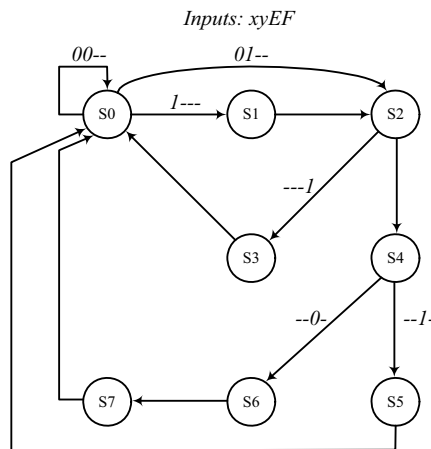 Inputs: xyEF
00--
01--
S0
1---
S1
S2
---1
S3
S4
--0-
--1-
S7
S6
S5